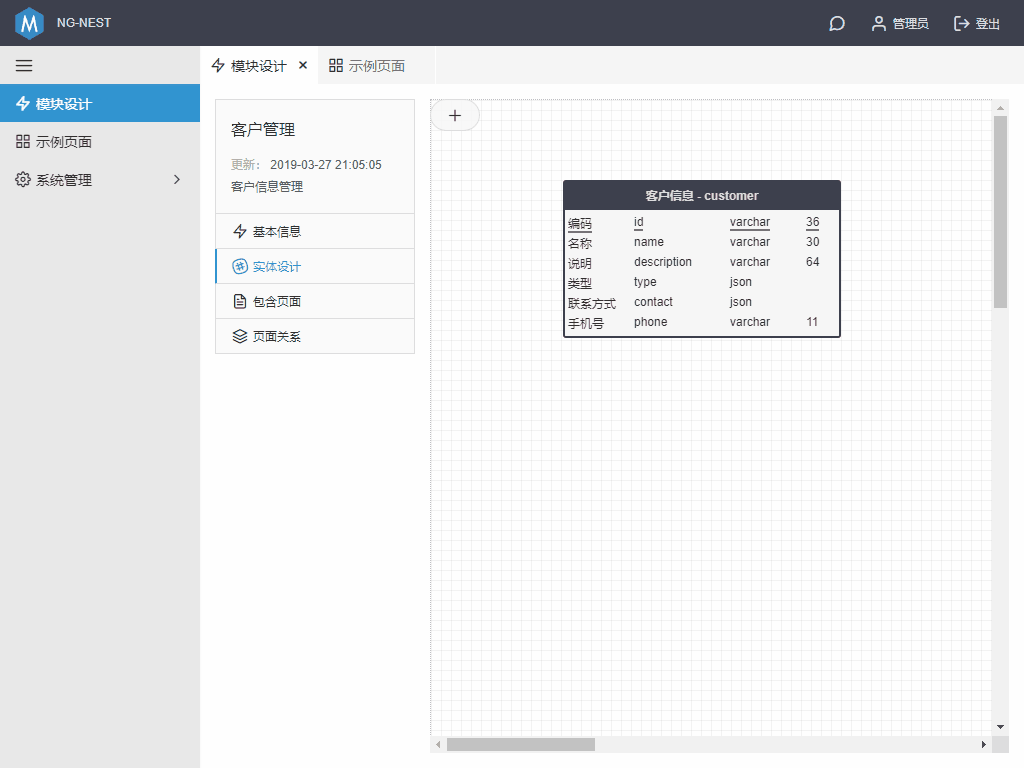 NG-NEST
管理员
登出
模块设计
示例页面
系统管理
模块设计
示例页面
客户管理
更新： 2019-03-27 21:05:05
客户信息管理
基本信息
实体设计
包含页面
页面关系
客户信息 - customer
编码 id varchar 36
名称 name varchar 30
说明 description varchar 64
类型 type json
联系方式 contact json
手机号 phone varchar 11